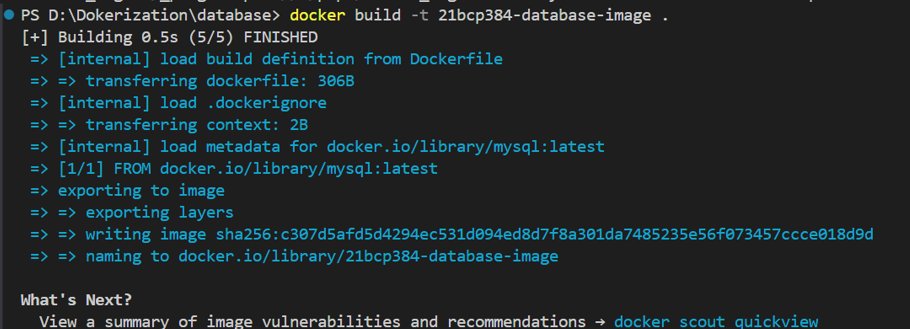 PS D:\Dokerization\database> docker build -t 21bcp384-database-image .
[+] Building 0.5s (5/5) FINISHED
=> [internal] load build definition from Dockerfile
=> => transferring dockerfile: 306B
=> [internal] load .dockerignore
=> => transferring context: 2B
=> [internal] load metadata for docker.io/library/mysql:latest
=> [1/1] FROM docker.io/library/mysql:latest
=> exporting to image
=> => exporting layers
=> => writing image sha256:c307d5afd5d4294ec531d094ed8d7f8a301da7485235e56f073457ccce018d9d
=> => naming to docker.io/library/21bcp384-database-image
What's Next?
View a summary of image vulnerabilities and recommendations → docker scout quickview